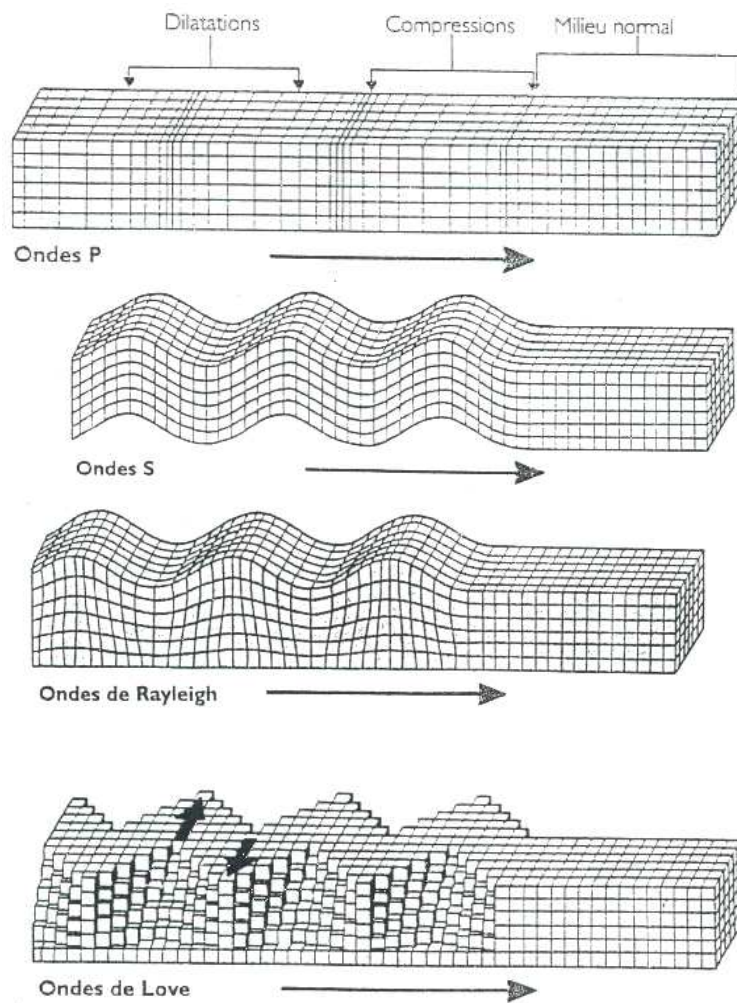 Dilatations Compressions Milieu normal
Ondes P
Ondes S
Ondes de Rayleigh
Ondes de Love